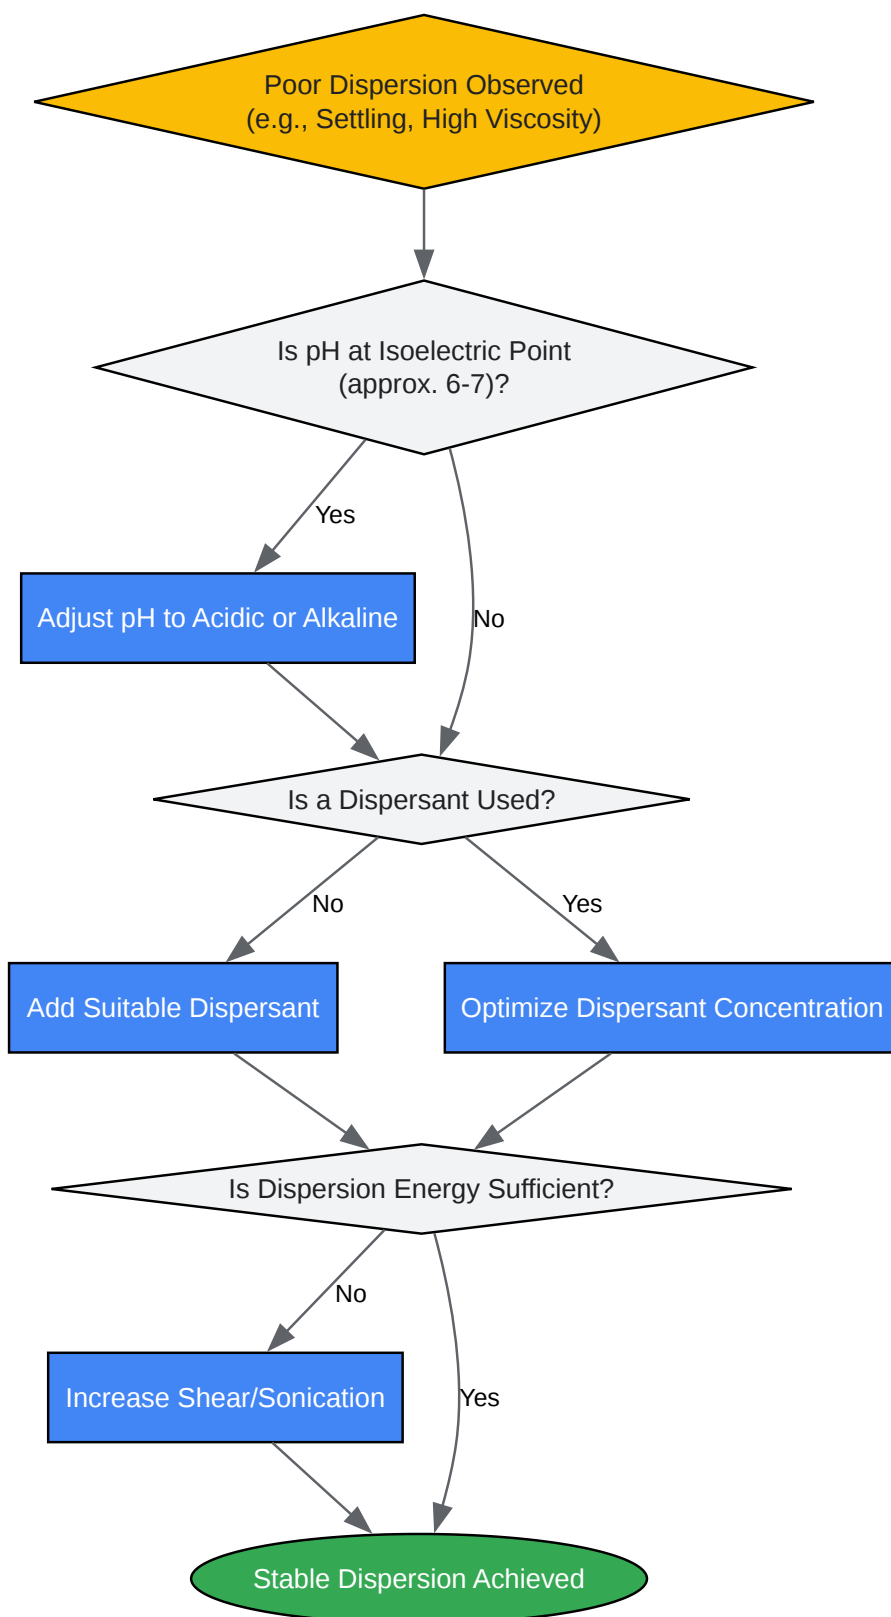 Poor Dispersion Observed
(e.g., Settling, High Viscosity)
Is pH at Isoelectric Point
(approx. 6-7)?
Yes
Adjust pH to Acidic or Alkaline
No
Is a Dispersant Used?
No
Yes
Add Suitable Dispersant
Optimize Dispersant Concentration
Is Dispersion Energy Sufficient?
No
Increase Shear/Sonication
Yes
Stable Dispersion Achieved